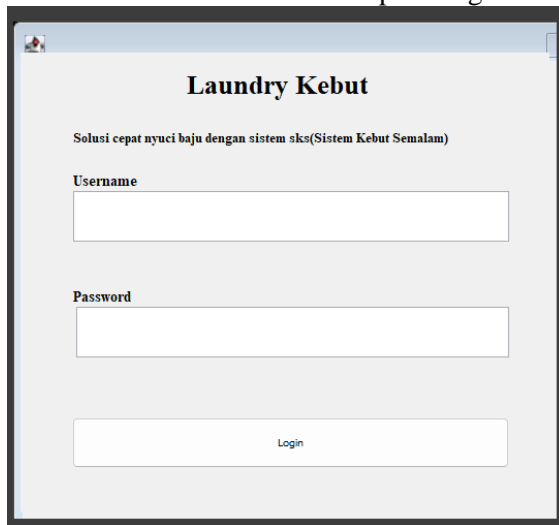 Laundry Kebut
Solusi cepat nyuci baju dengan sistem sks(Sistem Kebut Semalam)
Username
Password
Login